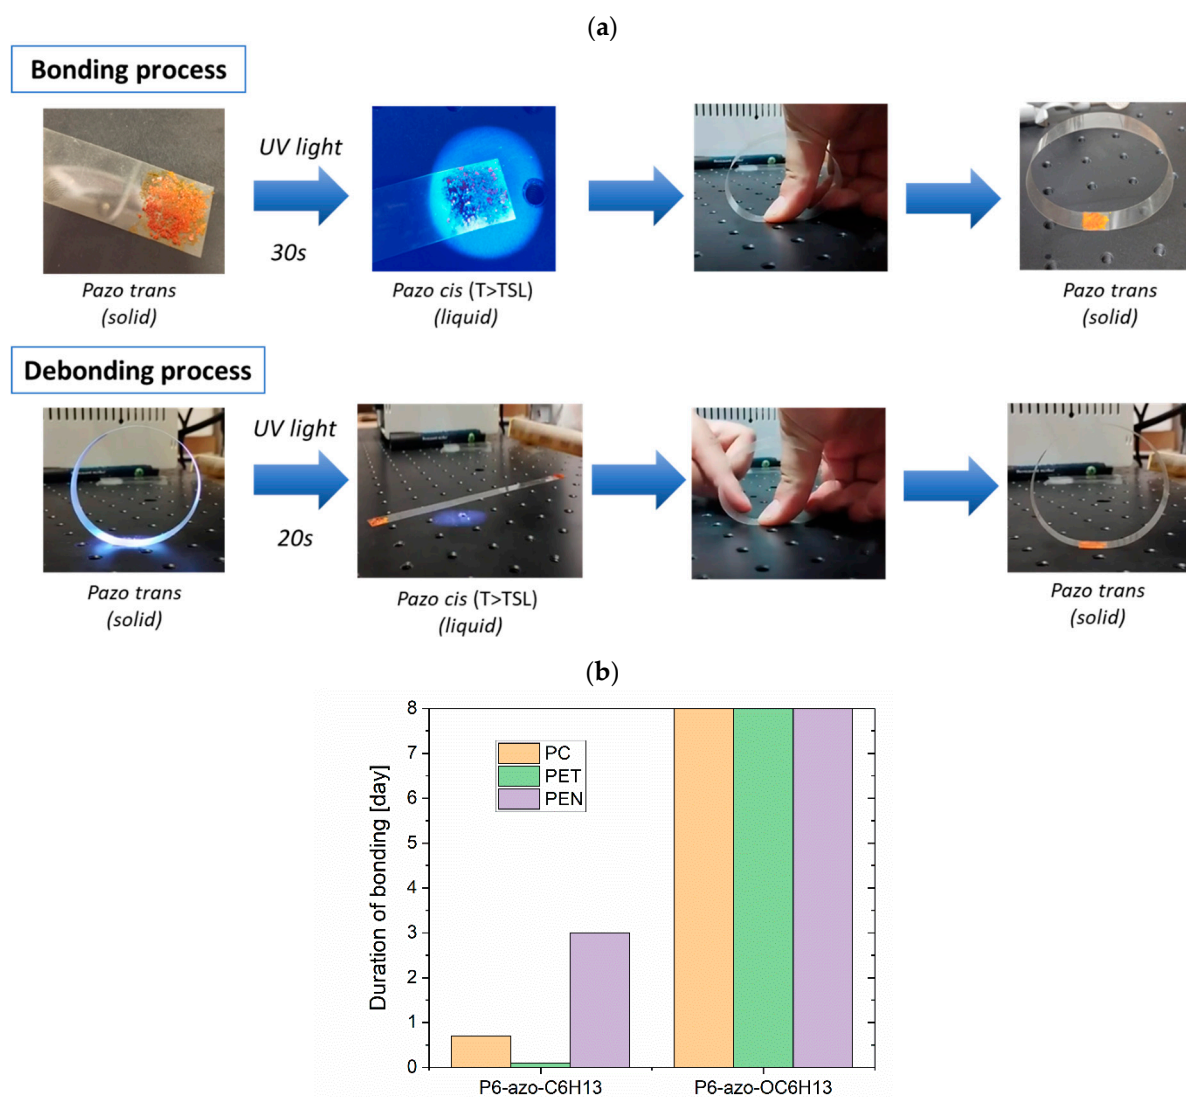 (a)
Bonding process
UV light
30s
Pazo trans
(solid)
Pazo cis (T>TSL)
(liquid)
Pazo trans
(solid)
Debonding process
UV light
20s
Pazo trans
(solid)
Pazo cis (T>TSL)
(liquid)
Pazo trans
(solid)
(b)
Duration of bonding [day]
8
7
6
5
4
3
2
1
0
PC
PET
PEN
P6-azo-C6H13
P6-azo-OC6H13